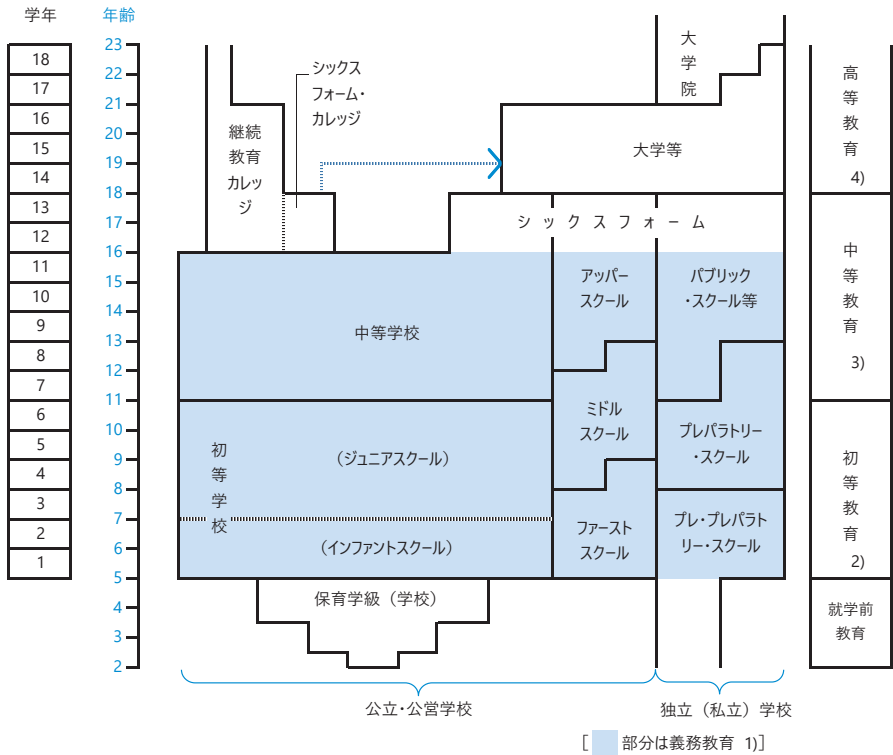 学年
年齢
18
17
16
15
14
13
12
11
10
9
8
7
6
5
4
3
2
1
23
22
21
20
19
18
17
16
15
14
13
12
11
10
9
8
7
6
5
4
3
2
継続
教育
カレッ
ジ
シックス
フォーム・
カレッジ
大学院
大学等
シックスフォーム
中等学校
アッパー
スクール
パブリック
・スクール等
ミドル
スクール
プレパラトリー
・スクール
初等学校
(ジュニアスクール)
(インファントスクール)
ファースト
スクール
プレ・プレパラト
リー・スクール
保育学級（学校）
高等教育
4)
中等教育
3)
初等教育
2)
就学前
教育
公立・公営学校
独立（私立）学校
[ 部分は義務教育 1)]